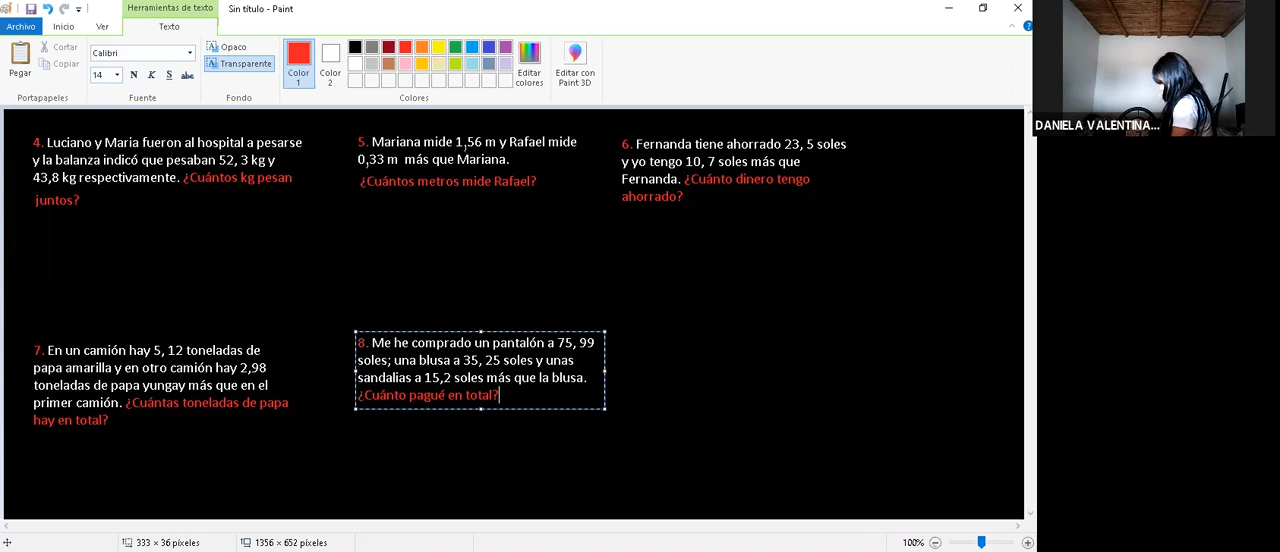 Herramientas de texto
Sin título - Paint
Archivo
Inicio
Ver
Texto
Pegar
Cortar
Copiar
Portapapeles
Calibri
14
N K S abc
Fuente
Opaco
Transparente
Fondo
Color 1
Color 2
Colores
Editar colores
Editar con Paint 3D
DANIELA VALENTINA...
4. Luciano y Maria fueron al hospital a pesarse
y la balanza indicó que pesaban 52, 3 kg y
43,8 kg respectivamente. ¿Cuántos kg pesan
juntos?
5. Mariana mide 1,56 m y Rafael mide
0,33 m más que Mariana.
¿Cuántos metros mide Rafael?
6. Fernanda tiene ahorrado 23, 5 soles
y yo tengo 10, 7 soles más que
Fernanda. ¿Cuánto dinero tengo
ahorrado?
7. En un camión hay 5, 12 toneladas de
papa amarilla y en otro camión hay 2,98
toneladas de papa yungay más que en el
primer camión. ¿Cuántas toneladas de papa
hay en total?
8. Me he comprado un pantalón a 75, 99
soles; una blusa a 35, 25 soles y unas
sandalias a 15,2 soles más que la blusa.
¿Cuánto pagué en total?
333 × 36 píxeles
1356 × 652 píxeles
100%